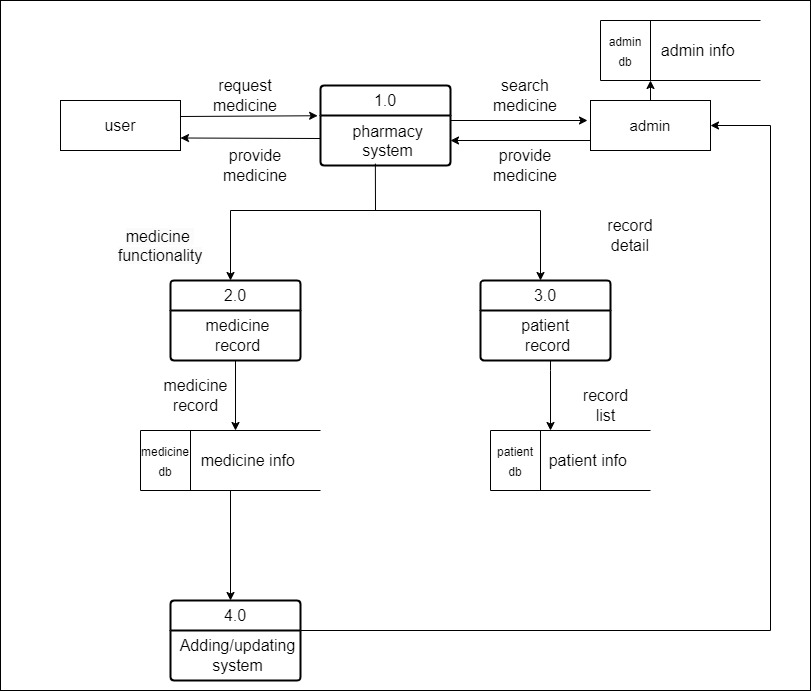 admin
db
admin info
request
medicine
1.0
search
medicine
user
pharmacy
system
admin
provide
medicine
provide
medicine
medicine
functionality
record
detail
2.0
medicine
record
3.0
patient
record
medicine
record
record
list
medicine
db
medicine info
patient
db
patient info
4.0
Adding/updating
system